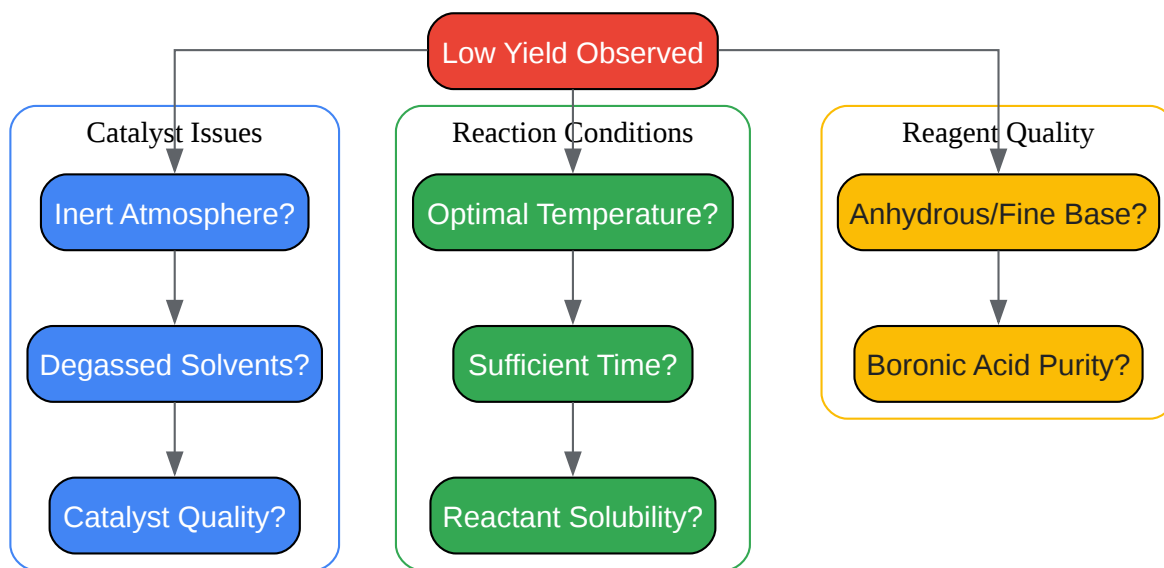 Low Yield Observed
Catalyst Issues
Inert Atmosphere?
Degassed Solvents?
Catalyst Quality?
Reaction Conditions
Optimal Temperature?
Sufficient Time?
Reactant Solubility?
Reagent Quality
Anhydrous/Fine Base?
Boronic Acid Purity?